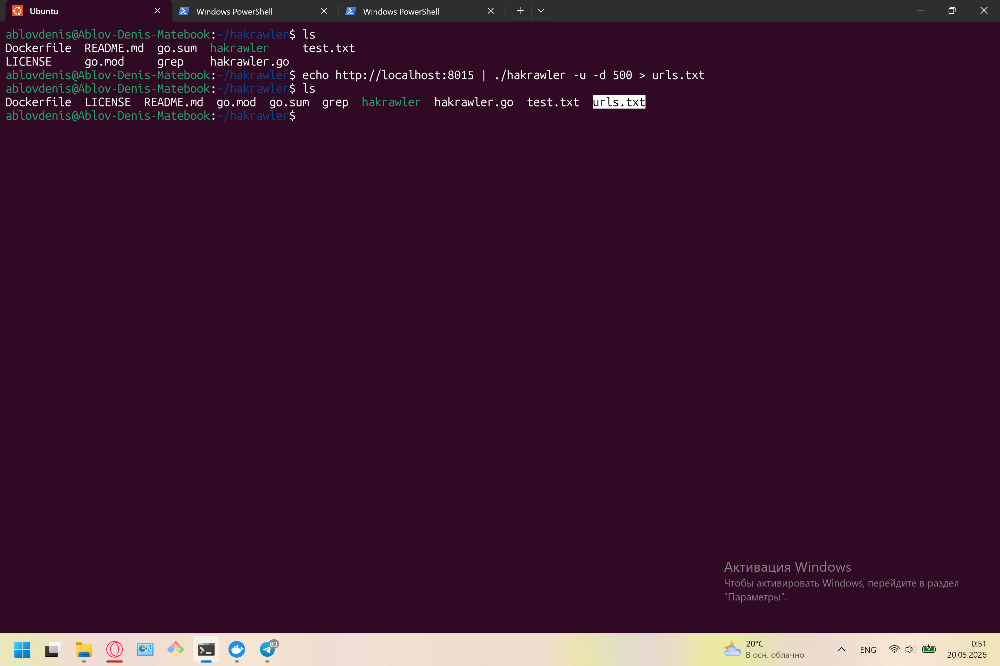 Ubuntu
Windows PowerShell
Windows PowerShell
ablovdenis@Ablov-Denis-Matebook:~/hakrawler$ ls
Dockerfile  README.md  go.sum  hakrawler     test.txt
LICENSE     go.mod     grep    hakrawler.go
ablovdenis@Ablov-Denis-Matebook:~/hakrawler$ echo http://localhost:8015 | ./hakrawler -u -d 500 > urls.txt
ablovdenis@Ablov-Denis-Matebook:~/hakrawler$ ls
Dockerfile  LICENSE  README.md  go.mod  go.sum  grep  hakrawler  hakrawler.go  test.txt  urls.txt
ablovdenis@Ablov-Denis-Matebook:~/hakrawler$
Активация Windows
Чтобы активировать Windows, перейдите в раздел
"Параметры".
83
20°C
В осн. облачно
ENG
0:51
20.05.2026